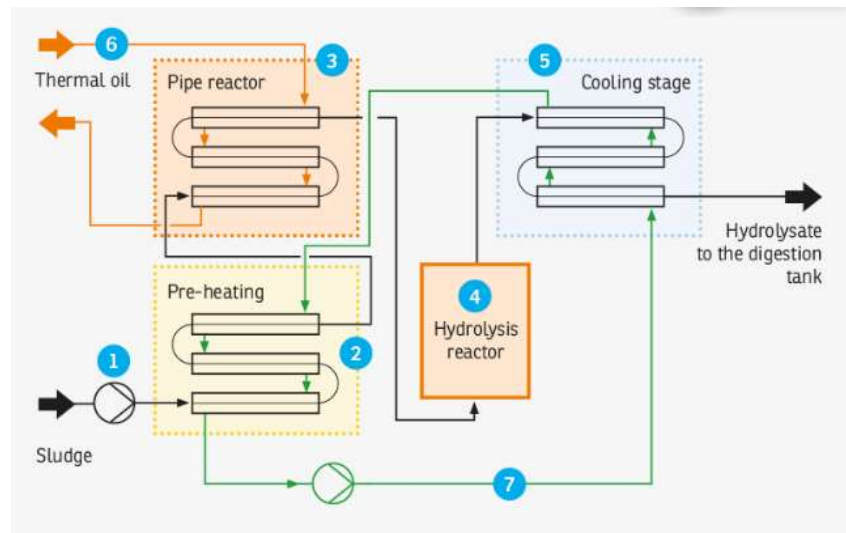 6
Thermal oil
Pipe reactor
3
5
Cooling stage
Hydrolysate
to the digestion
tank
4
Hydrolysis
reactor
Pre-heating
2
1
Sludge
7